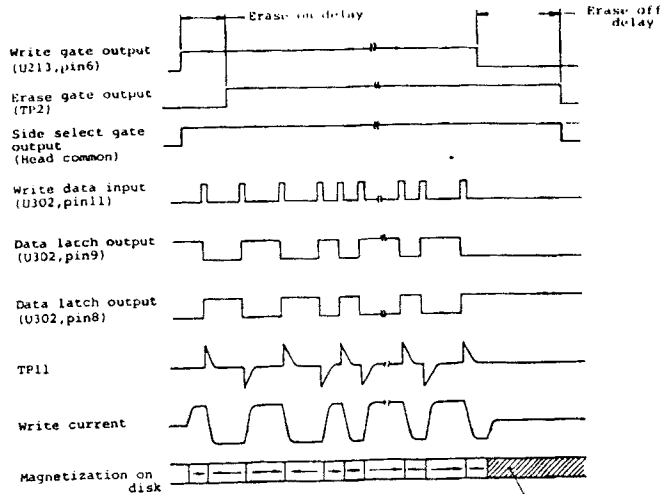 Erase on delay
Erase off
delay
Write gate output
(U213,pin6)
Erase gate output
(TP2)
Side select gate
output
(Head common)
Write data input
(U302,pin11)
Data latch output
(U302,pin9)
Data latch output
(U302,pin8)
TP11
Write current
Magnetization on
disk